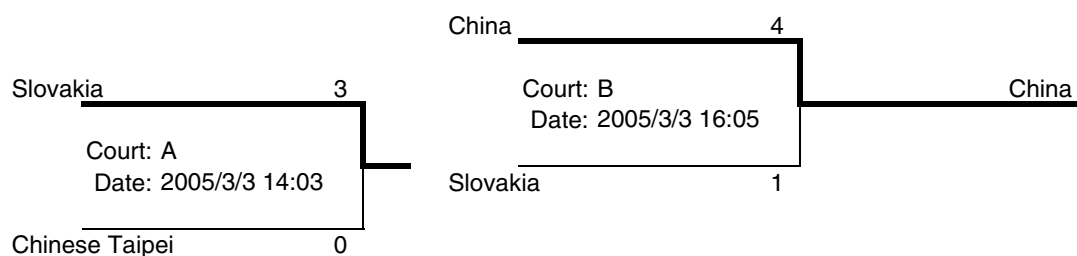 China 4
Slovakia 3
Court: B
China
Date: 2005/3/3 16:05
Court: A
Date: 2005/3/3 14:03
Slovakia 1
Chinese Taipei 0